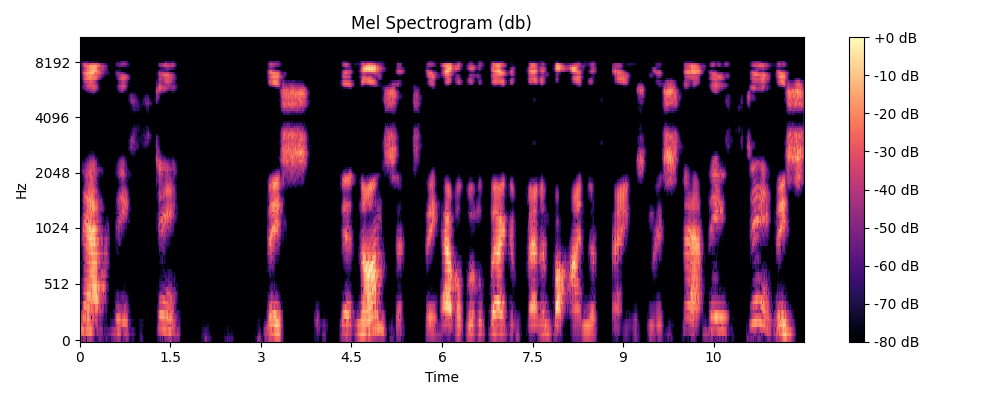 Mel Spectrogram (db)
8192
4096
2048
1024
512
0
Hz
0 1.5 3 4.5 6 7.5 9 10
Time
+0 dB
-10 dB
-20 dB
-30 dB
-40 dB
-50 dB
-60 dB
-70 dB
-80 dB